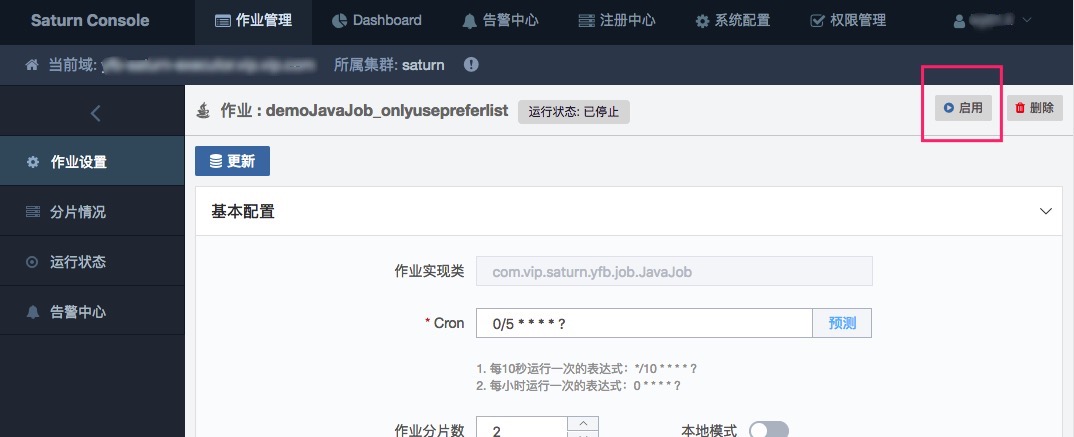 Saturn Console 作业管理 Dashboard 告警中心 注册中心 系统配置 权限管理
当前域: 所属集群: saturn
作业 : demoJavaJob_onlyusepreferlist 运行状态: 已停止 启用 删除
作业设置
更新
分片情况
基本配置
运行状态
作业实现类 com.vip.saturn.yfb.job.JavaJob
告警中心
* Cron 0/5 * * * * ? 预测
1. 每10秒运行一次的表达式：*/10 * * * * ?
2. 每小时运行一次的表达式：0 * * * * ?
作业分片数 2 本地模式